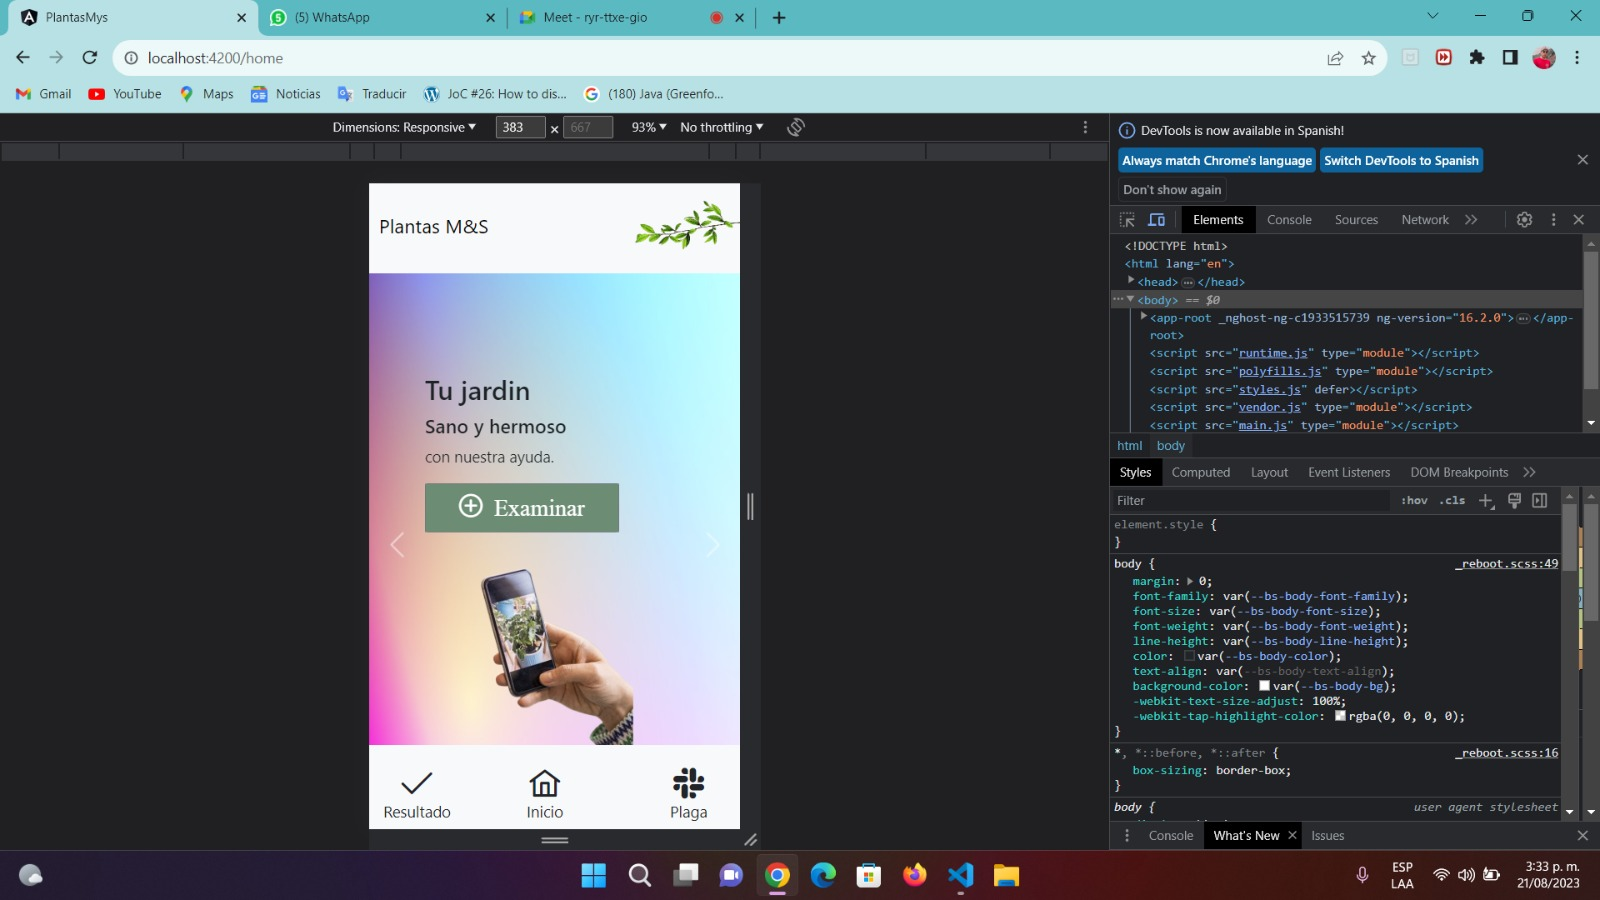 PlantasMys
(5) WhatsApp
Meet - ryr-ttxe-gio
localhost:4200/home
Gmail
YouTube
Maps
Noticias
Traducir
JoC #26: How to dis...
(180) Java (Greenfo...
Dimensions: Responsive
383 × 667
93%
No throttling
Plantas M&S
Tu jardin
Sano y hermoso
con nuestra ayuda.
Examinar
Resultado
Inicio
Plaga
DevTools is now available in Spanish!
Always match Chrome's language
Switch DevTools to Spanish
Don't show again
Elements
Console
Sources
Network
<!DOCTYPE html>
<html lang="en">
<head> … </head>
… <body> == $0
<app-root _nghost-ng-c1933515739 ng-version="16.2.0"> … </app-
root>
<script src="runtime.js" type="module"></script>
<script src="polyfills.js" type="module"></script>
<script src="styles.js" defer></script>
<script src="vendor.js" type="module"></script>
<script src="main.js" type="module"></script>
html body
Styles
Computed
Layout
Event Listeners
DOM Breakpoints
Filter
:hov .cls
element.style {
}
body { _reboot.scss:49
margin: 0;
font-family: var(--bs-body-font-family);
font-size: var(--bs-body-font-size);
font-weight: var(--bs-body-font-weight);
line-height: var(--bs-body-line-height);
color: var(--bs-body-color);
text-align: var(--bs-body-text-align);
background-color: var(--bs-body-bg);
-webkit-text-size-adjust: 100%;
-webkit-tap-highlight-color: rgba(0, 0, 0, 0);
}
*, *::before, *::after { _reboot.scss:16
box-sizing: border-box;
}
body { user agent stylesheet
Console
What's New
Issues
ESP
LAA
3:33 p. m.
21/08/2023